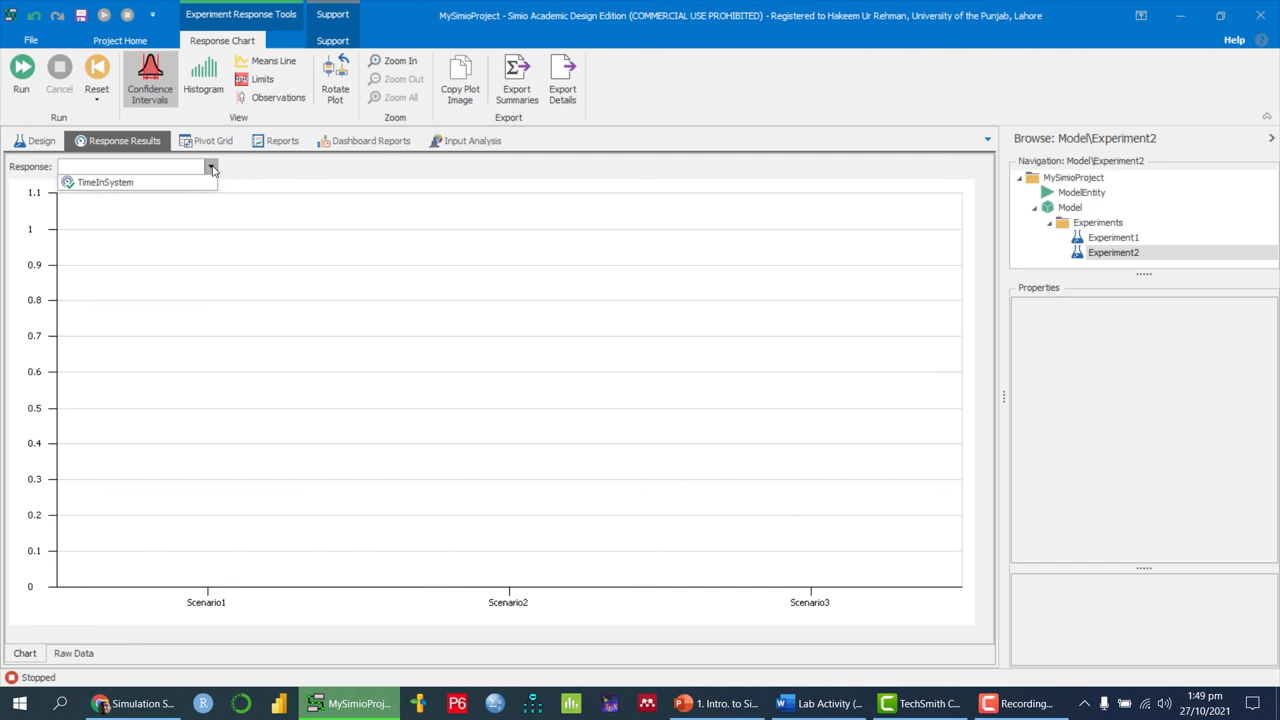 Experiment Response Tools
Support
MySimioProject - Simio Academic Design Edition (COMMERCIAL USE PROHIBITED) - Registered to Hakeem Ur Rehman, University of the Punjab, Lahore
File
Project Home
Response Chart
Support
Help
Run
Cancel
Reset
Confidence Intervals
Histogram
Means Line
Limits
Observations
Rotate Plot
Zoom In
Zoom Out
Zoom All
Copy Plot Image
Export Summaries
Export Details
Run
View
Zoom
Export
Design
Response Results
Pivot Grid
Reports
Dashboard Reports
Input Analysis
Response:
TimeInSystem
1.1
1
0.9
0.8
0.7
0.6
0.5
0.4
0.3
0.2
0.1
0
Scenario1
Scenario2
Scenario3
Chart
Raw Data
Browse: Model\Experiment2
Navigation: Model\Experiment2
MySimioProject
ModelEntity
Model
Experiments
Experiment1
Experiment2
Properties
Stopped
Simulation S...
MySimioProj...
1. Intro. to Si...
Lab Activity (...
TechSmith C...
Recording...
1:49 pm
27/10/2021